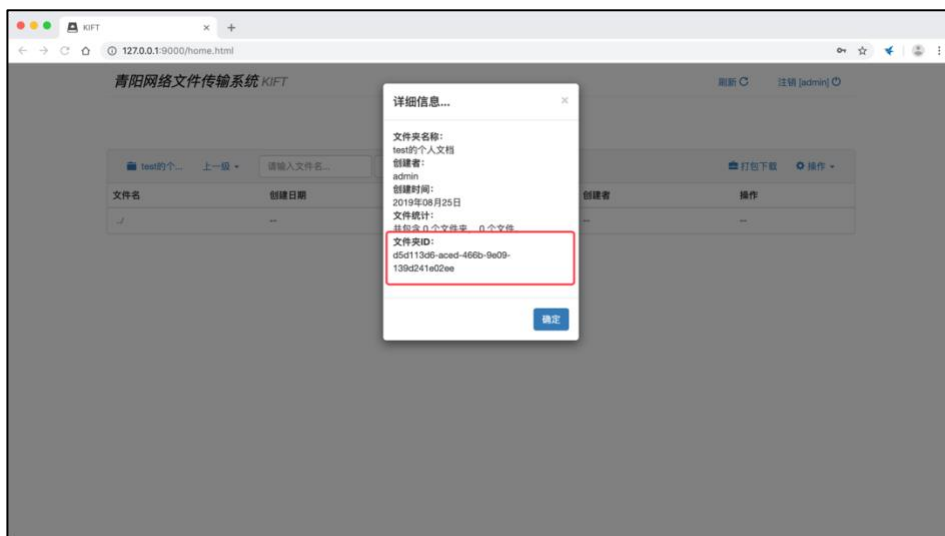 KIFT
127.0.0.1:9000/home.html
青阳网络文件传输系统 KIFT
刷新
注销 [admin]
详细信息...
文件夹名称：
test的个人文档
创建者：
admin
创建时间：
2019年08月25日
文件统计：
共包含 0 个文件夹， 0 个文件
文件夹ID：
d5d113d6-aced-466b-9e09-
139d241e02ee
确定
test的个... 上一级 请输入文件名... 打包下载 操作
文件名 创建日期 创建者 操作
../ -- -- --